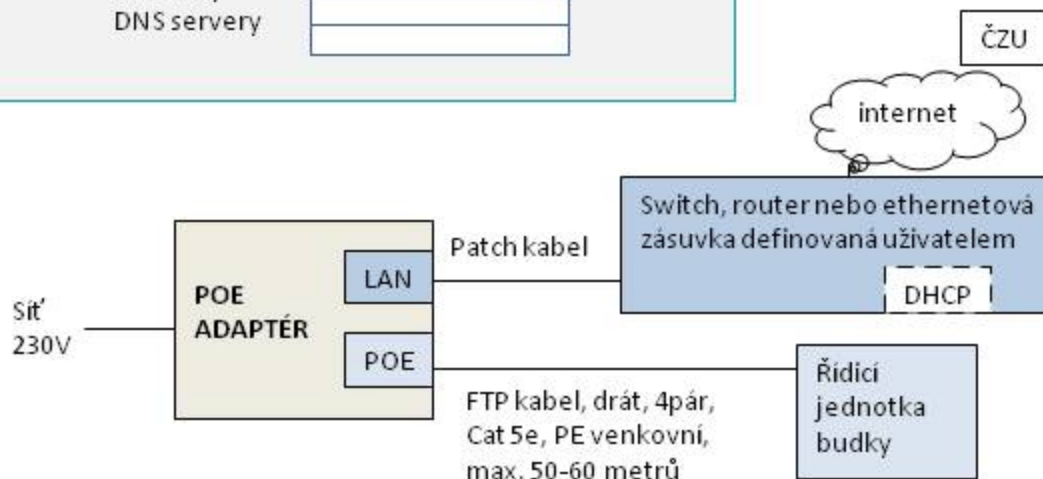 DNS servery
ČZU
internet
Switch, router nebo ethernetová
zásuvka definovaná uživatelem
DHCP
Patch kabel
LAN
POE
ADAPTÉR
Síť
230V
POE
Řídicí
jednotka
budky
FTP kabel, drát, 4pár,
Cat 5e, PE venkovní,
max. 50-60 metrů